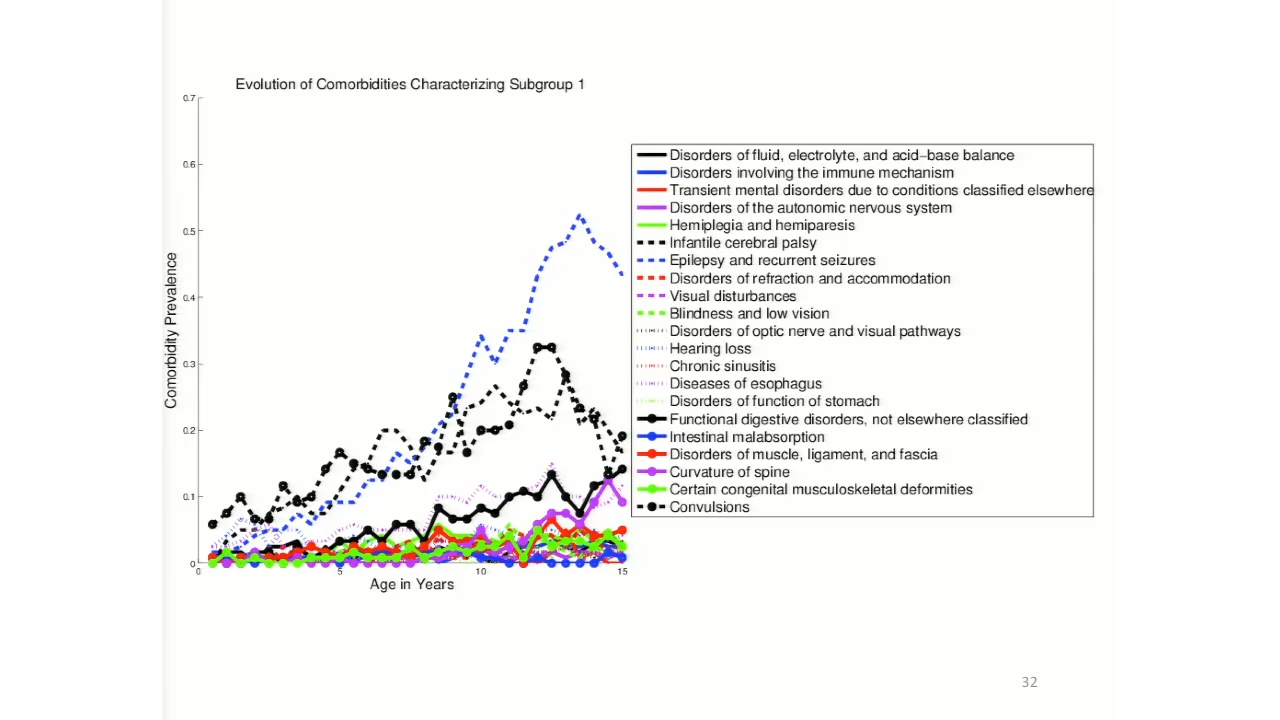 Evolution of Comorbidities Characterizing Subgroup 1
0.7
0.6
0.5
0.4
0.3
0.2
0.1
0
0 5 10 15
Comorbidity Prevalence
Age in Years
Disorders of fluid, electrolyte, and acid−base balance
Disorders involving the immune mechanism
Transient mental disorders due to conditions classified elsewhere
Disorders of the autonomic nervous system
Hemiplegia and hemiparesis
Infantile cerebral palsy
Epilepsy and recurrent seizures
Disorders of refraction and accommodation
Visual disturbances
Blindness and low vision
Disorders of optic nerve and visual pathways
Hearing loss
Chronic sinusitis
Diseases of esophagus
Disorders of function of stomach
Functional digestive disorders, not elsewhere classified
Intestinal malabsorption
Disorders of muscle, ligament, and fascia
Curvature of spine
Certain congenital musculoskeletal deformities
Convulsions
32